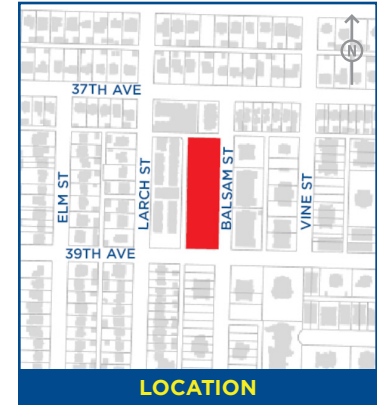 N
37TH AVE
ELM ST
LARCH ST
BALSAM ST
VINE ST
39TH AVE
LOCATION